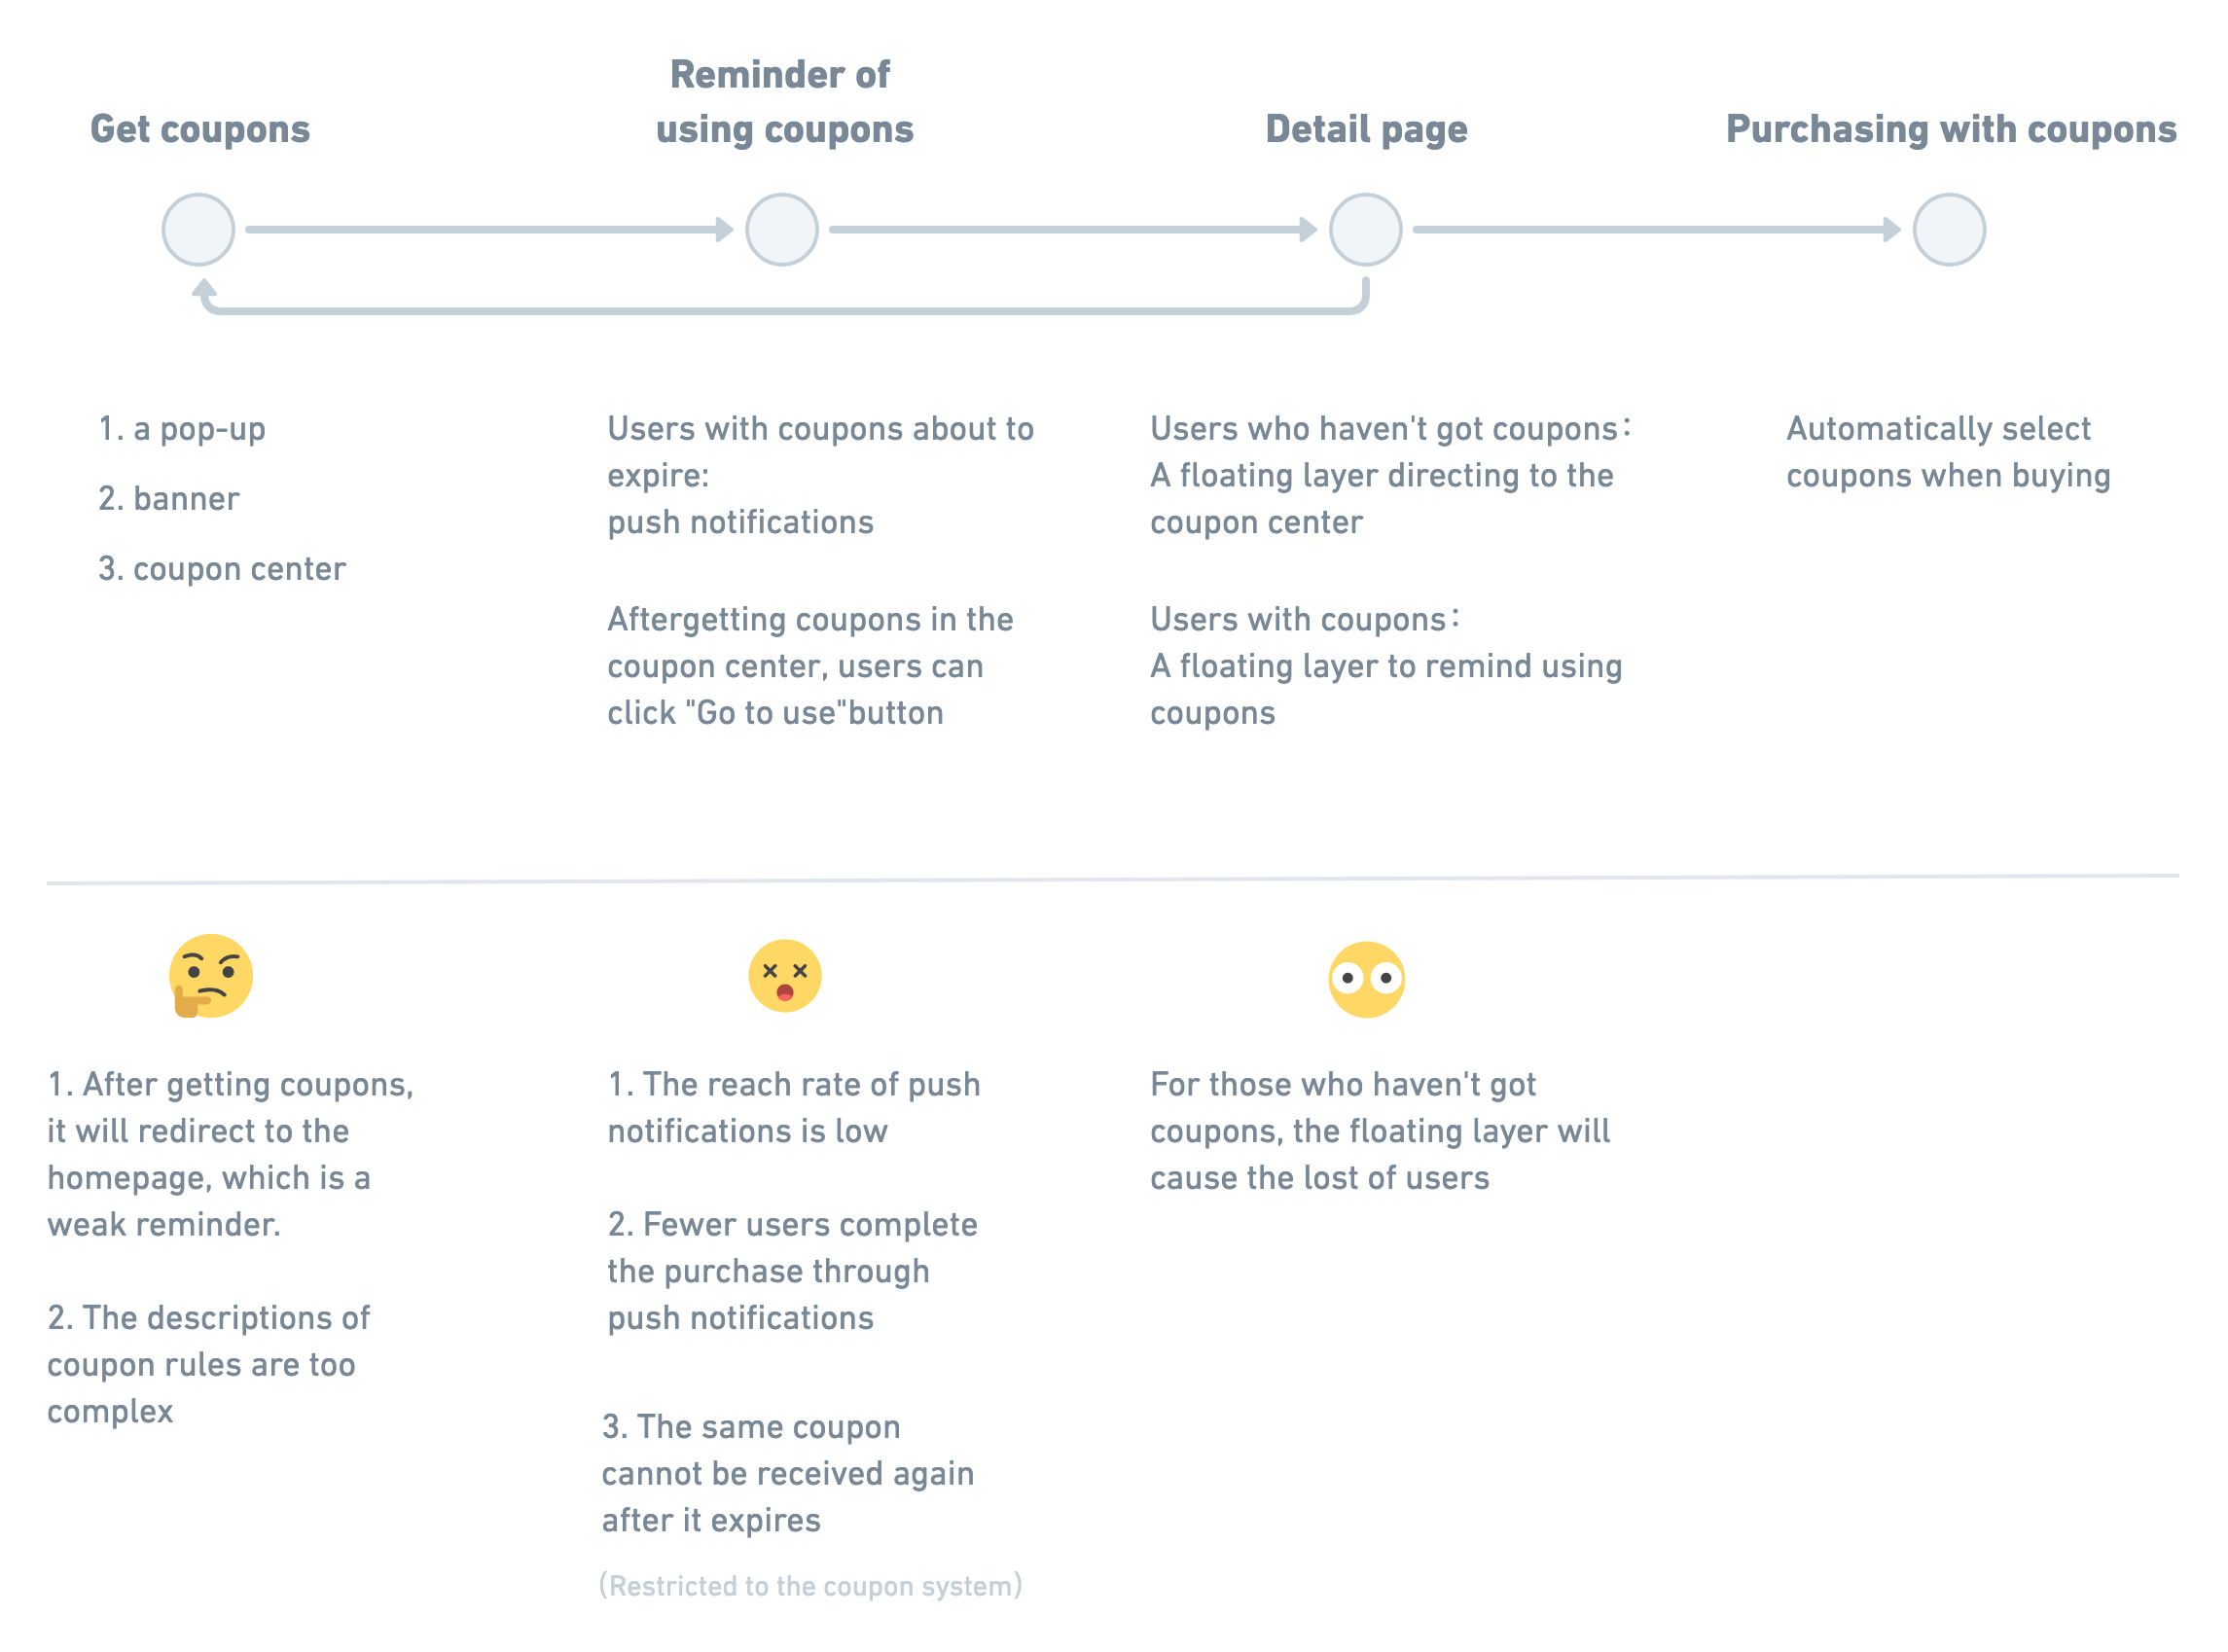 Get coupons
Reminder of
using coupons
Detail page
Purchasing with coupons
1. a pop-up
2. banner
3. coupon center
Users with coupons about to
expire:
push notifications
Aftergetting coupons in the
coupon center, users can
click "Go to use"button
Users who haven't got coupons：
A floating layer directing to the
coupon center
Users with coupons：
A floating layer to remind using
coupons
Automatically select
coupons when buying
1. After getting coupons,
it will redirect to the
homepage, which is a
weak reminder.
2. The descriptions of
coupon rules are too
complex
1. The reach rate of push
notifications is low
2. Fewer users complete
the purchase through
push notifications
3. The same coupon
cannot be received again
after it expires
(Restricted to the coupon system)
For those who haven't got
coupons, the floating layer will
cause the lost of users